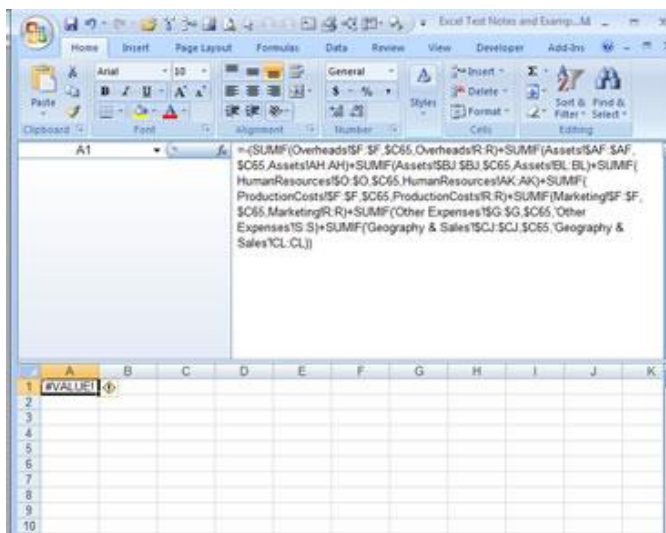 Excel Test Notes and Examp...M
Home Insert Page Layout Formulas Data Review View Developer Add-Ins
Arial 10 General Insert Σ
Paste B I U A A $ % , Styles Delete Sort & Find &
A Format Filter Select
Clipboard Font Alignment Number Cells Editing
A1 fx =-(SUMIF(Overheads!$F:$F,$C65,Overheads!R:R)+SUMIF(Assets!$AF:$AF,
$C65,Assets!AH:AH)+SUMIF(Assets!$BJ:$BJ,$C65,Assets!BL:BL)+SUMIF(
HumanResources!$O:$O,$C65,HumanResources!AK:AK)+SUMIF(
ProductionCosts!$F:$F,$C65,ProductionCosts!R:R)+SUMIF(Marketing!$F:$F,
$C65,Marketing!R:R)+SUMIF('Other Expenses'!$G:$G,$C65,'Other
Expenses'!S:S)+SUMIF('Geography & Sales'!$CJ:$CJ,$C65,'Geography &
Sales'!CL:CL))
A B C D E F G H I J K
1 #VALUE!
2
3
4
5
6
7
8
9
10